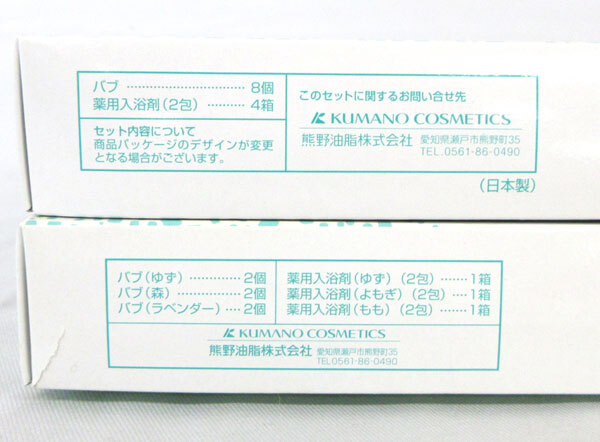 バブ …………………… 8個
薬用入浴剤(2包) ……… 4箱
セット内容について
商品パッケージのデザインが変更
となる場合がございます。
このセットに関するお問い合せ先
KUMANO COSMETICS
熊野油脂株式会社 愛知県瀬戸市熊野町35
TEL.0561-86-0490
(日本製)
バブ(ゆず) ………… 2個
バブ(森) …………… 2個
バブ(ラベンダー) …… 2個
薬用入浴剤(ゆず)(2包) …… 1箱
薬用入浴剤(よもぎ)(2包) …… 1箱
薬用入浴剤(もも)(2包) …… 1箱
KUMANO COSMETICS
熊野油脂株式会社 愛知県瀬戸市熊野町35
TEL.0561-86-0490